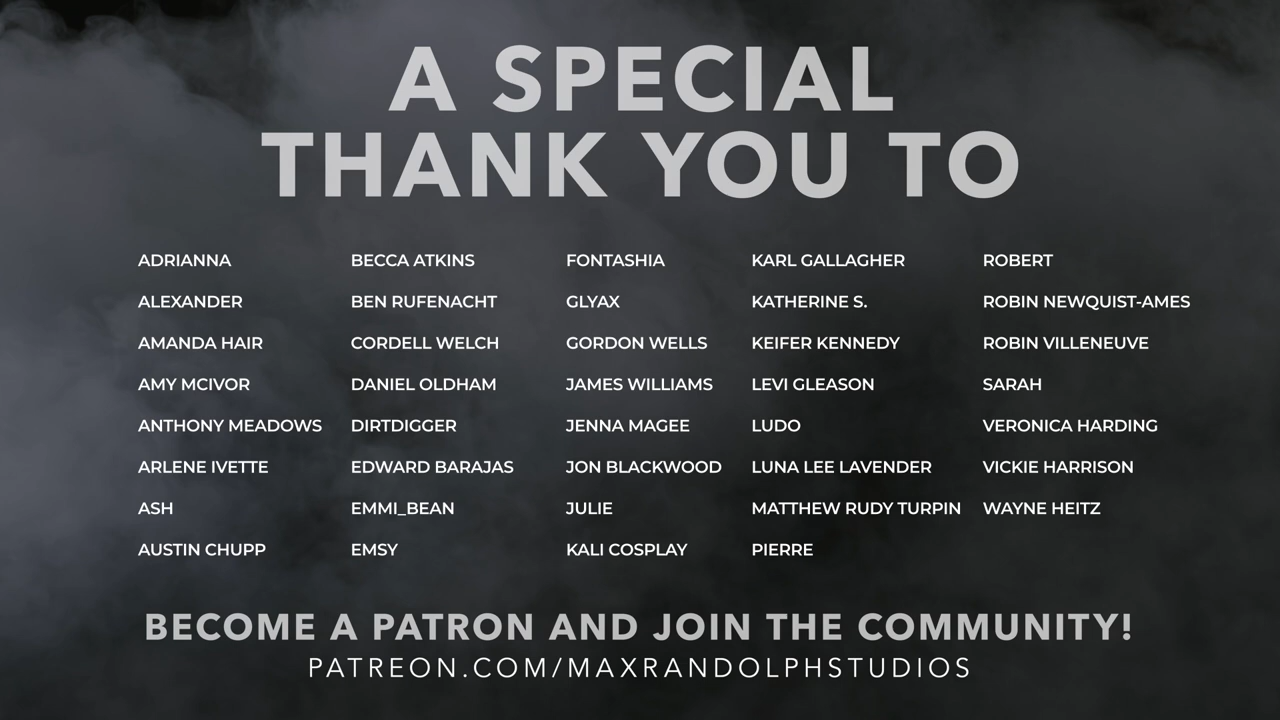 A SPECIAL
THANK YOU TO
ADRIANNA
ALEXANDER
AMANDA HAIR
AMY MCIVOR
ANTHONY MEADOWS
ARLENE IVETTE
ASH
AUSTIN CHUPP
BECCA ATKINS
BEN RUFENACHT
CORDELL WELCH
DANIEL OLDHAM
DIRTDIGGER
EDWARD BARAJAS
EMMI_BEAN
EMSY
FONTASHIA
GLYAX
GORDON WELLS
JAMES WILLIAMS
JENNA MAGEE
JON BLACKWOOD
JULIE
KALI COSPLAY
KARL GALLAGHER
KATHERINE S.
KEIFER KENNEDY
LEVI GLEASON
LUDO
LUNA LEE LAVENDER
MATTHEW RUDY TURPIN
PIERRE
ROBERT
ROBIN NEWQUIST-AMES
ROBIN VILLENEUVE
SARAH
VERONICA HARDING
VICKIE HARRISON
WAYNE HEITZ
BECOME A PATRON AND JOIN THE COMMUNITY!
PATREON.COM/MAXRANDOLPHSTUDIOS